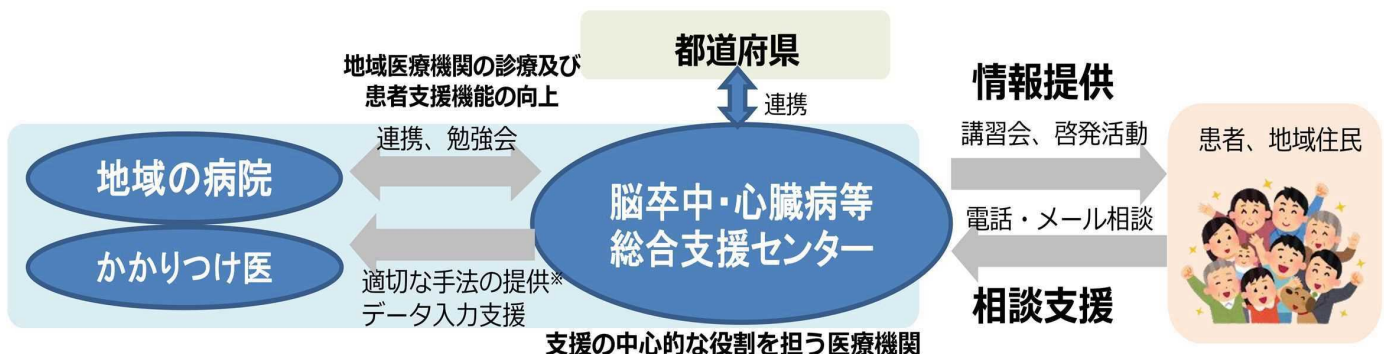 都道府県
地域医療機関の診療及び
患者支援機能の向上
連携
情報提供
連携、勉強会
講習会、啓発活動
患者、地域住民
地域の病院
かかりつけ医
脳卒中・心臓病等
総合支援センター
電話・メール相談
適切な手法の提供※
データ入力支援
相談支援
支援の中心的な役割を担う医療機関